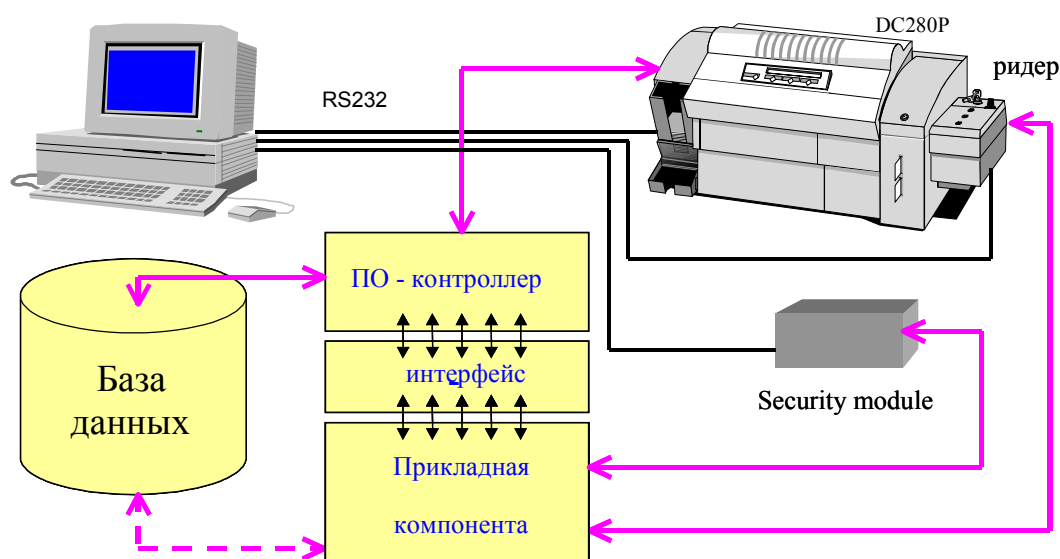 DC280P
ридер
RS232
ПО - контроллер
интерфейс
База
данных
Security module
Прикладная
компонента